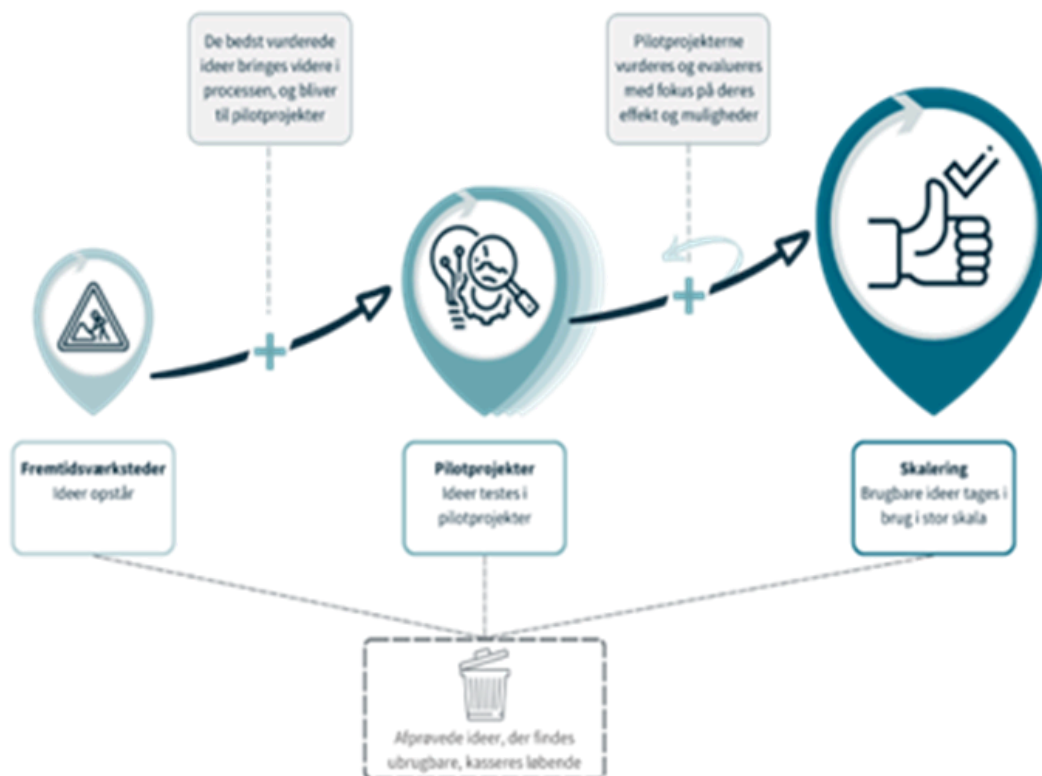 De bedst vurderede
ideer bringes videre i
processen, og bliver
til pilotprojekter
Pilotprojekterne
vurderes og evalueres
med fokus på deres
effekt og muligheder
Fremtidsværksteder
Ideer opstår
Pilotprojekter
Ideer testes i
pilotprojekter
Skalering
Brugbare ideer tages i
brug i stor skala
Afprøvede ideer, der findes
ubrugbare, kasseres løbende